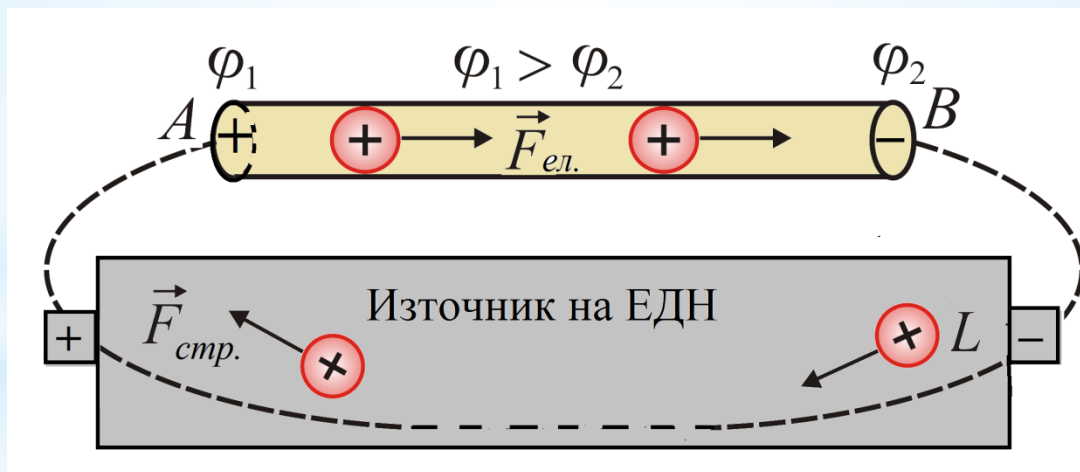 φ₁ φ₁ > φ₂ φ₂
A + + F⃗ел. + − B
Източник на ЕДН
+ F⃗стр. + + L −